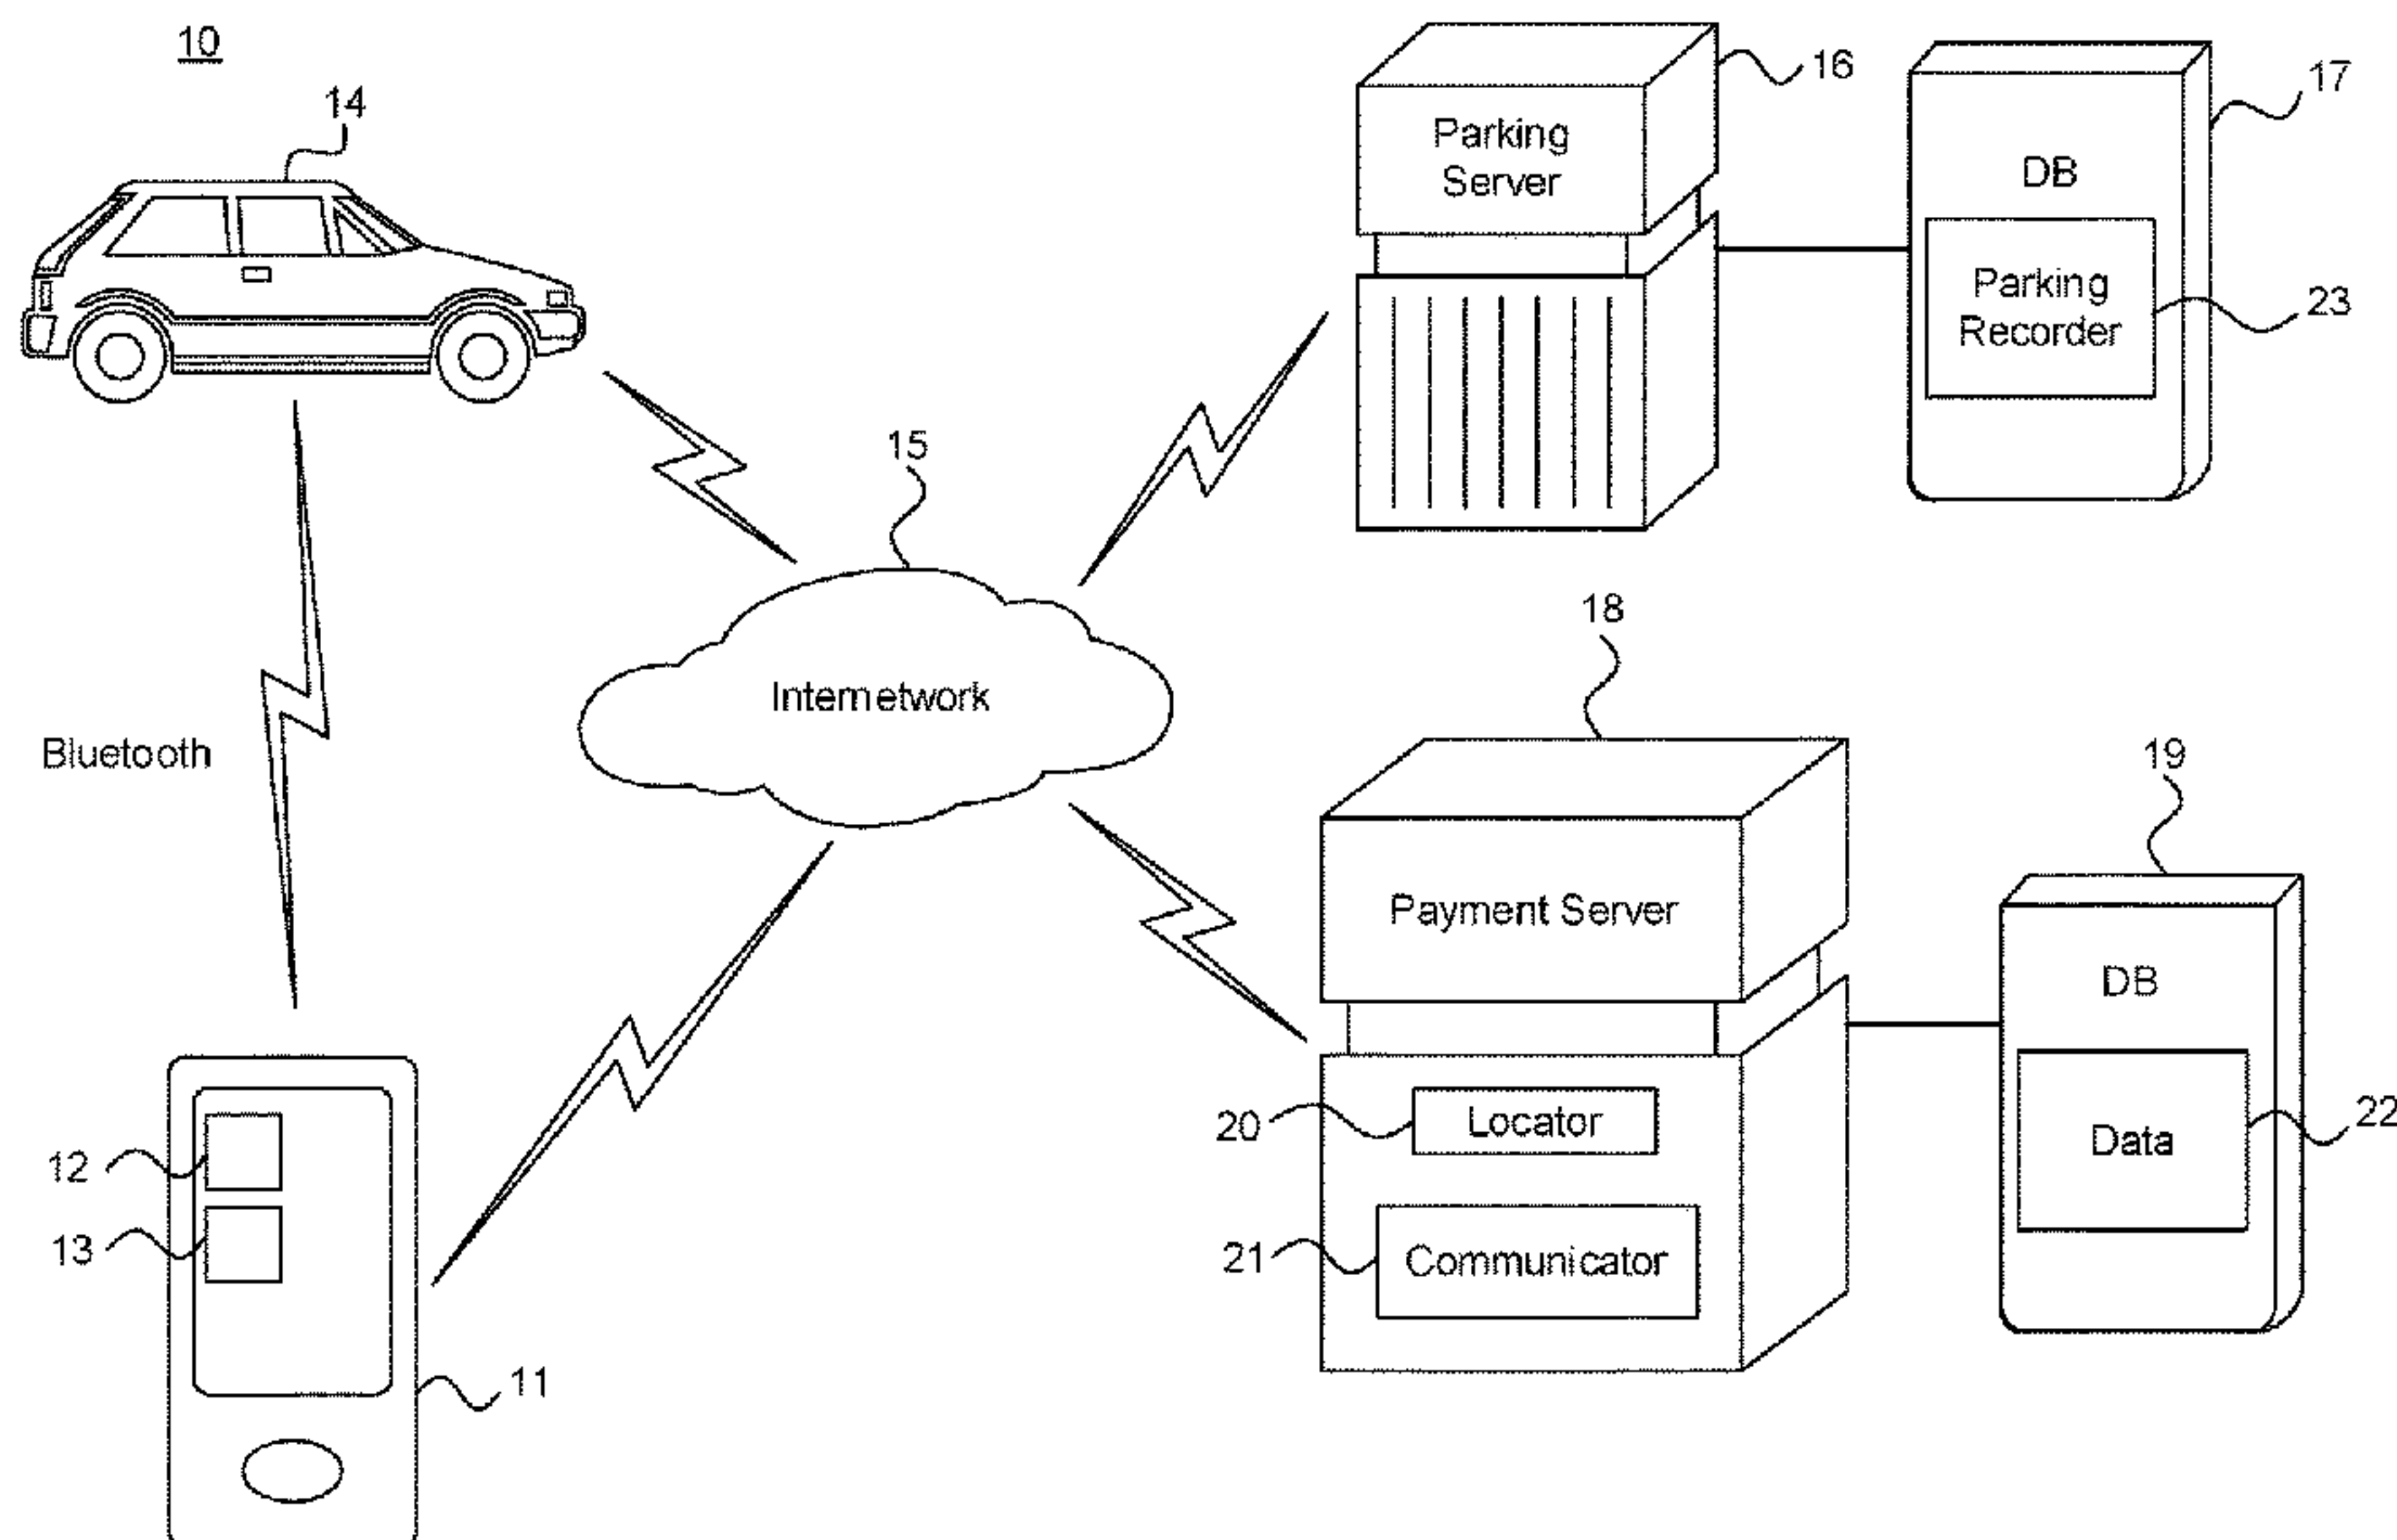 10
14
16
17
Parking
Server
DB
Parking
Recorder
23
15
Internetwork
Bluetooth
18
19
Payment Server
DB
Data
22
20
Locator
21
Communicator
12
13
11